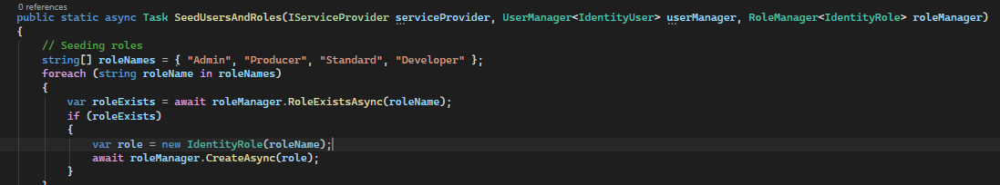 0 references
public static async Task SeedUsersAndRoles(IServiceProvider serviceProvider, UserManager<IdentityUser> userManager, RoleManager<IdentityRole> roleManager)
{
// Seeding roles
string[] roleNames = { "Admin", "Producer", "Standard", "Developer" };
foreach (string roleName in roleNames)
{
var roleExists = await roleManager.RoleExistsAsync(roleName);
if (roleExists)
{
var role = new IdentityRole(roleName);
await roleManager.CreateAsync(role);
}
}